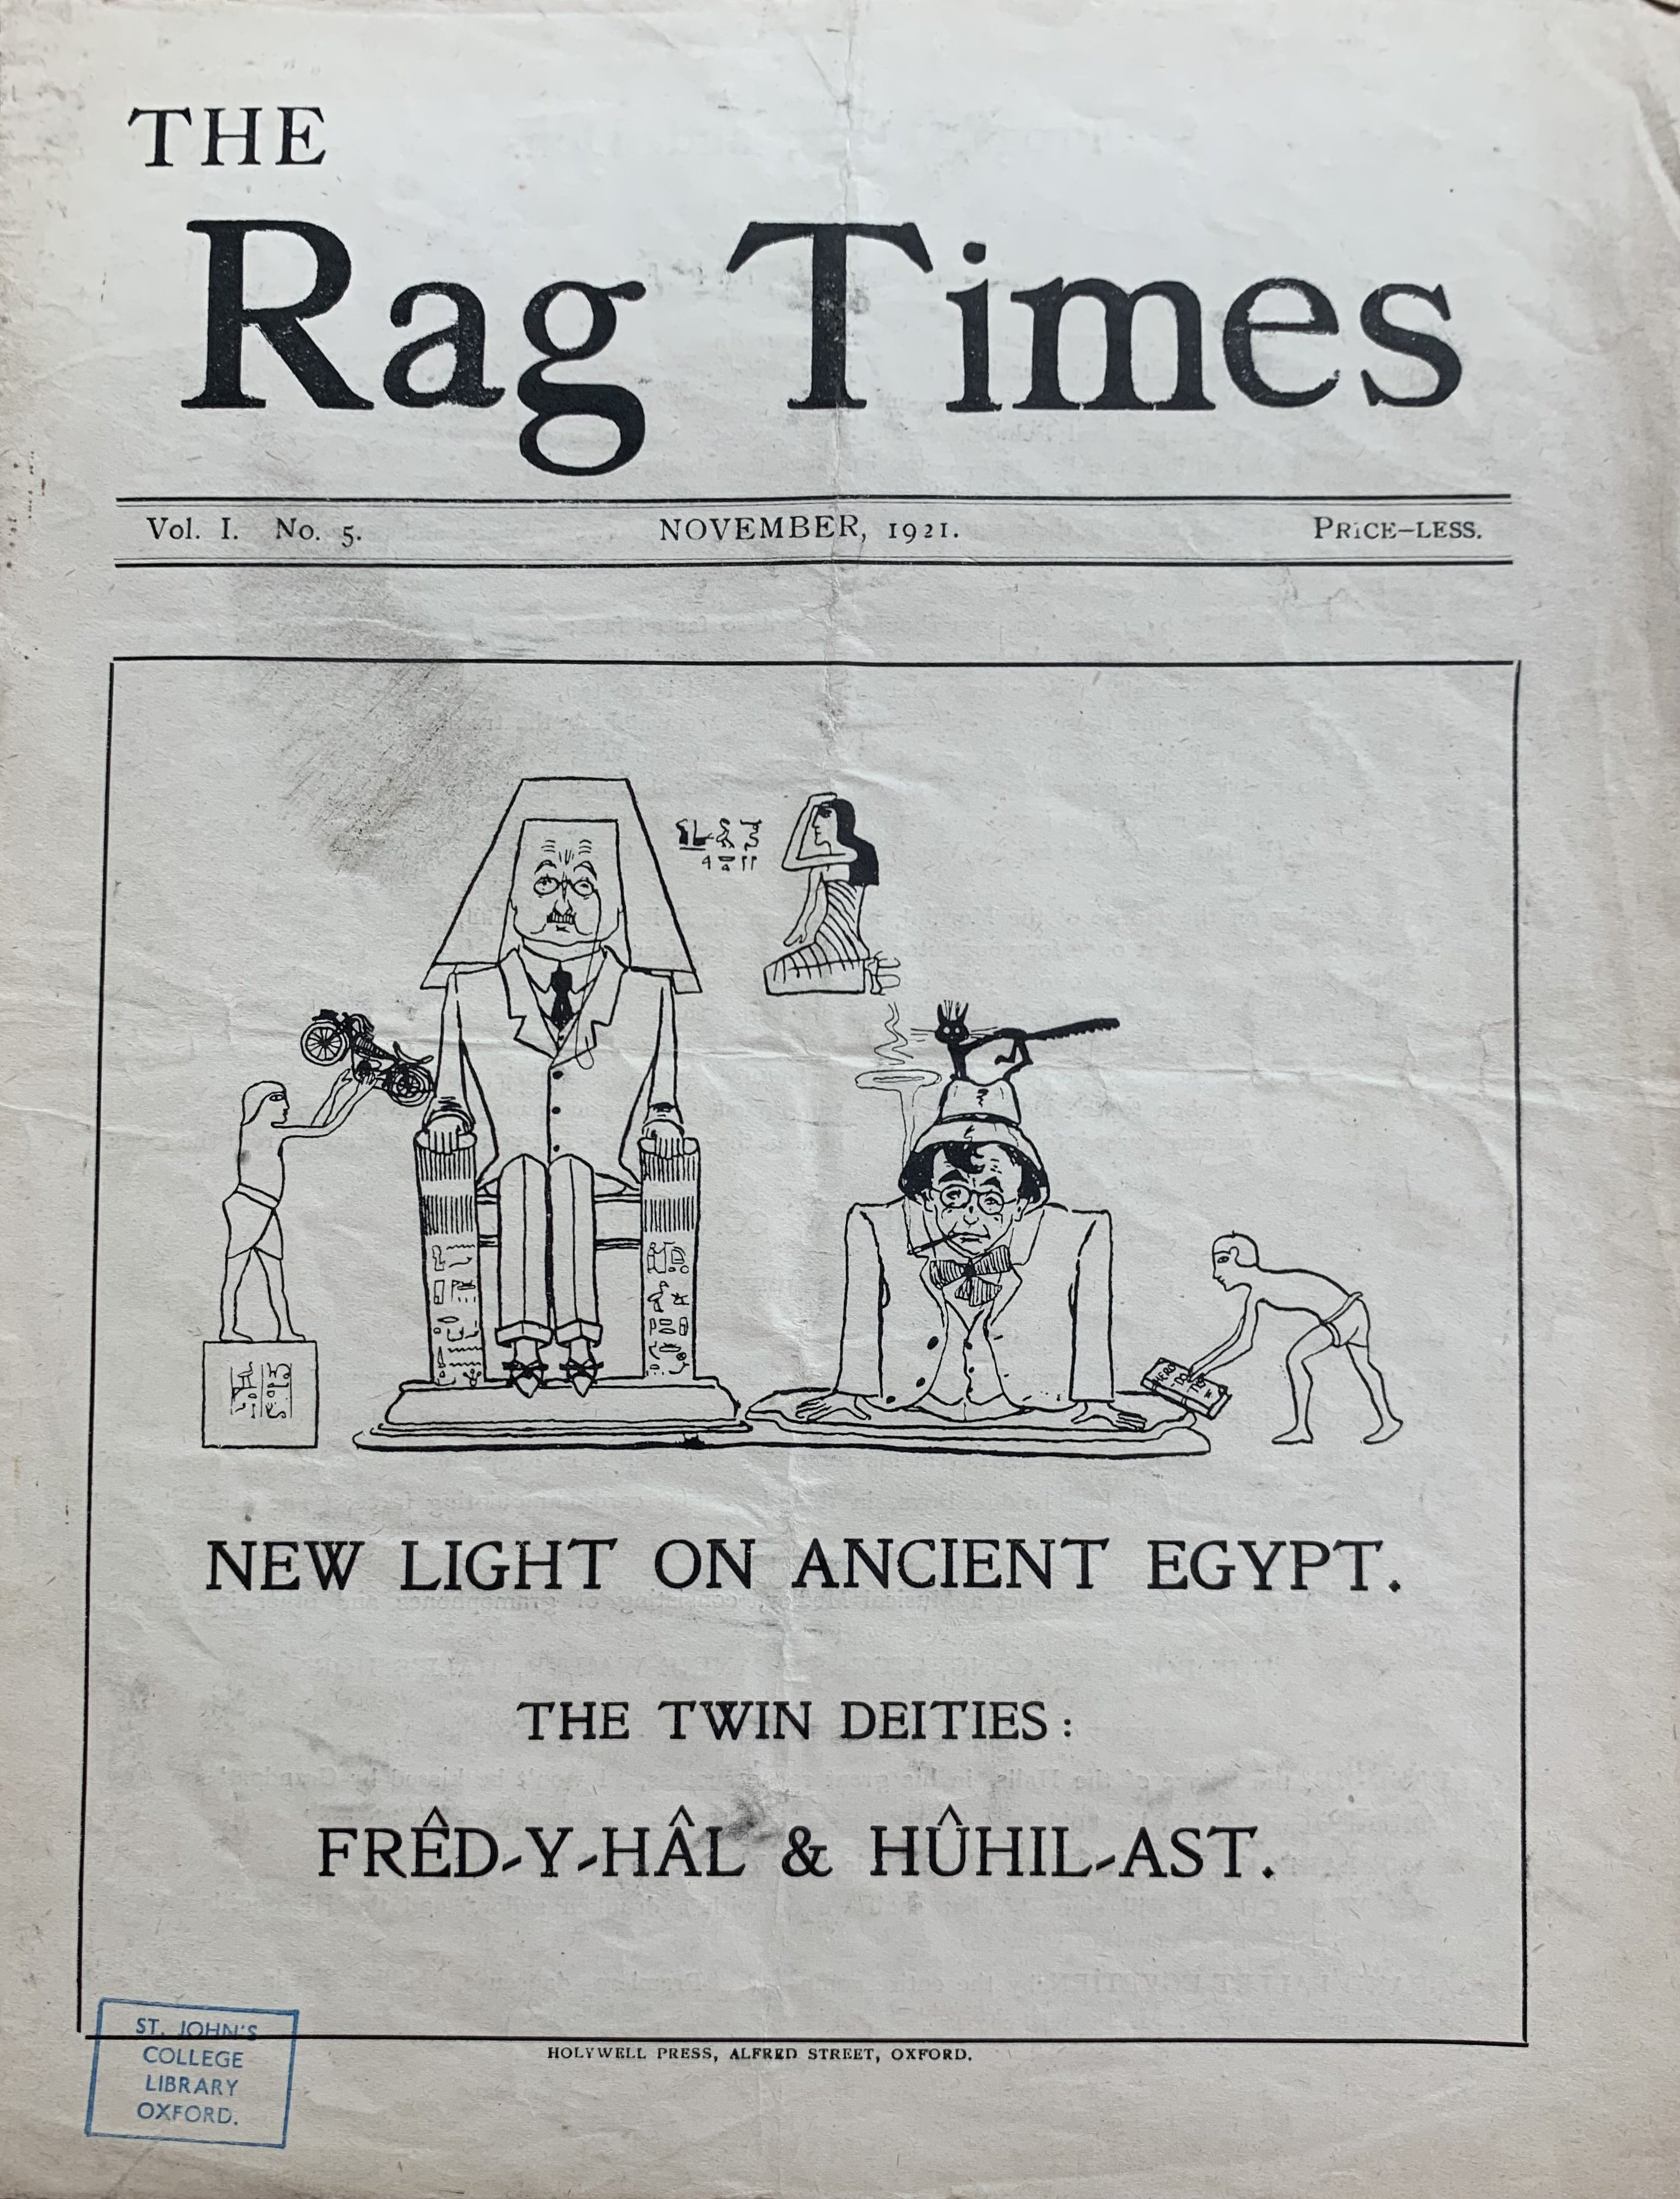 THE
Rag Times
Vol. I. No. 5. NOVEMBER, 1921. PRICE-LESS.
NEW LIGHT ON ANCIENT EGYPT.
THE TWIN DEITIES:
FRÊD-Y-HÂL & HÛHIL-AST.
HOLYWELL PRESS, ALFRED STREET, OXFORD.
ST. JOHN'S
COLLEGE
LIBRARY
OXFORD.